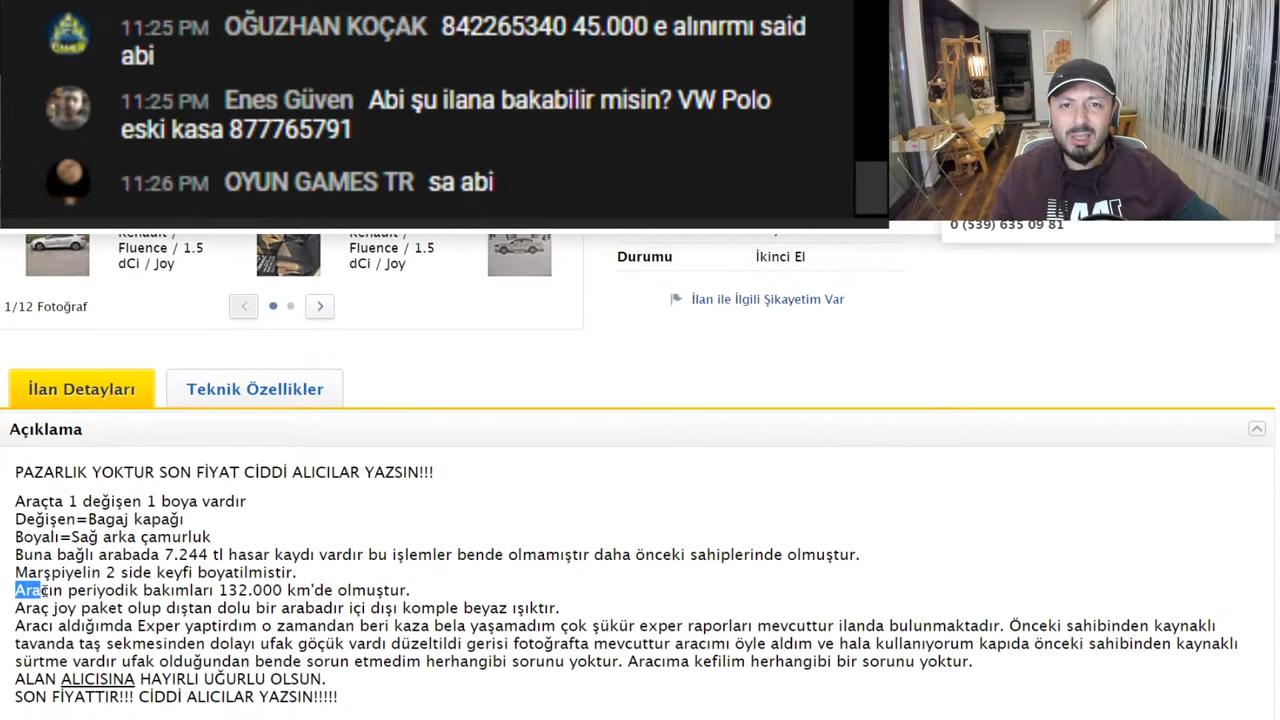 11:25 PM OĞUZHAN KOÇAK 842265340 45.000 e alınırmı said
abi
11:25 PM Enes Güven Abi şu ilana bakabilir misin? VW Polo
eski kasa 877765791
11:26 PM OYUN GAMES TR sa abi
0 (539) 635 09 81
Renault /
Fluence / 1.5
dCi / Joy
Renault /
Fluence / 1.5
dCi / Joy
Durumu İkinci El
İlan ile İlgili Şikayetim Var
1/12 Fotoğraf
İlan Detayları
Teknik Özellikler
Açıklama
PAZARLIK YOKTUR SON FİYAT CİDDİ ALICILAR YAZSIN!!!
Araçta 1 değişen 1 boya vardır
Değişen=Bagaj kapağı
Boyalı=Sağ arka çamurluk
Buna bağlı arabada 7.244 tl hasar kaydı vardır bu işlemler bende olmamıştır daha önceki sahiplerinde olmuştur.
Marşpiyelin 2 side keyfi boyatilmistir.
Aracın periyodik bakımları 132.000 km'de olmuştur.
Araç joy paket olup dıştan dolu bir arabadır içi dışı komple beyaz ışıktır.
Aracı aldığımda Exper yaptirdım o zamandan beri kaza bela yaşamadım çok şükür exper raporları mevcuttur ilanda bulunmaktadır. Önceki sahibinden kaynaklı
tavanda taş sekmesinden dolayı ufak göçük vardı düzeltildi gerisi fotoğrafta mevcuttur aracımı öyle aldım ve hala kullanıyorum kapıda önceki sahibinden kaynaklı
sürtme vardır ufak olduğundan bende sorun etmedim herhangibi sorunu yoktur. Aracıma kefilim herhangibi bir sorunu yoktur.
ALAN ALICISINA HAYIRLI UĞURLU OLSUN.
SON FİYATTIR!!! CİDDİ ALICILAR YAZSIN!!!!!